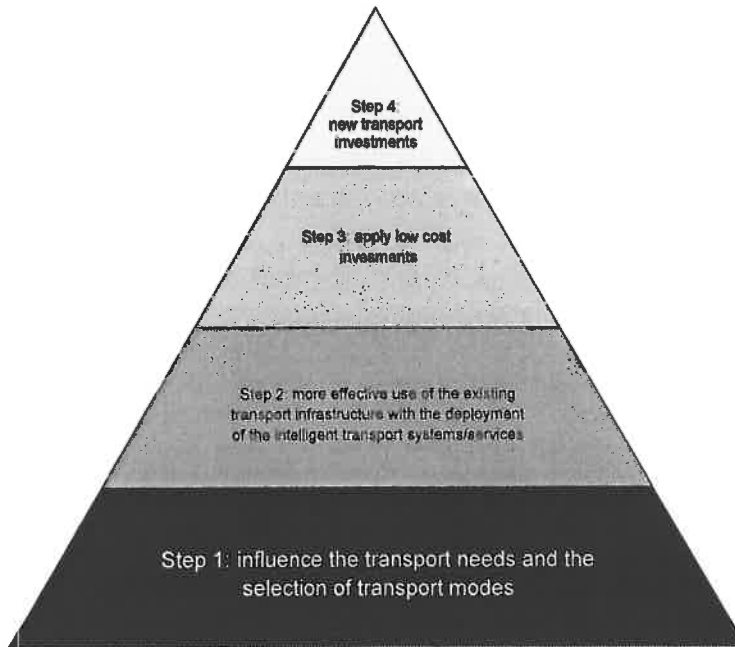 Step 4:
new transport
investments
Step 3: apply low cost
invesments
Step 2: more effective use of the existing
transport infrastructure with the deployment
of the intelligent transport systems/services
Step 1: influence the transport needs and the
selection of transport modes